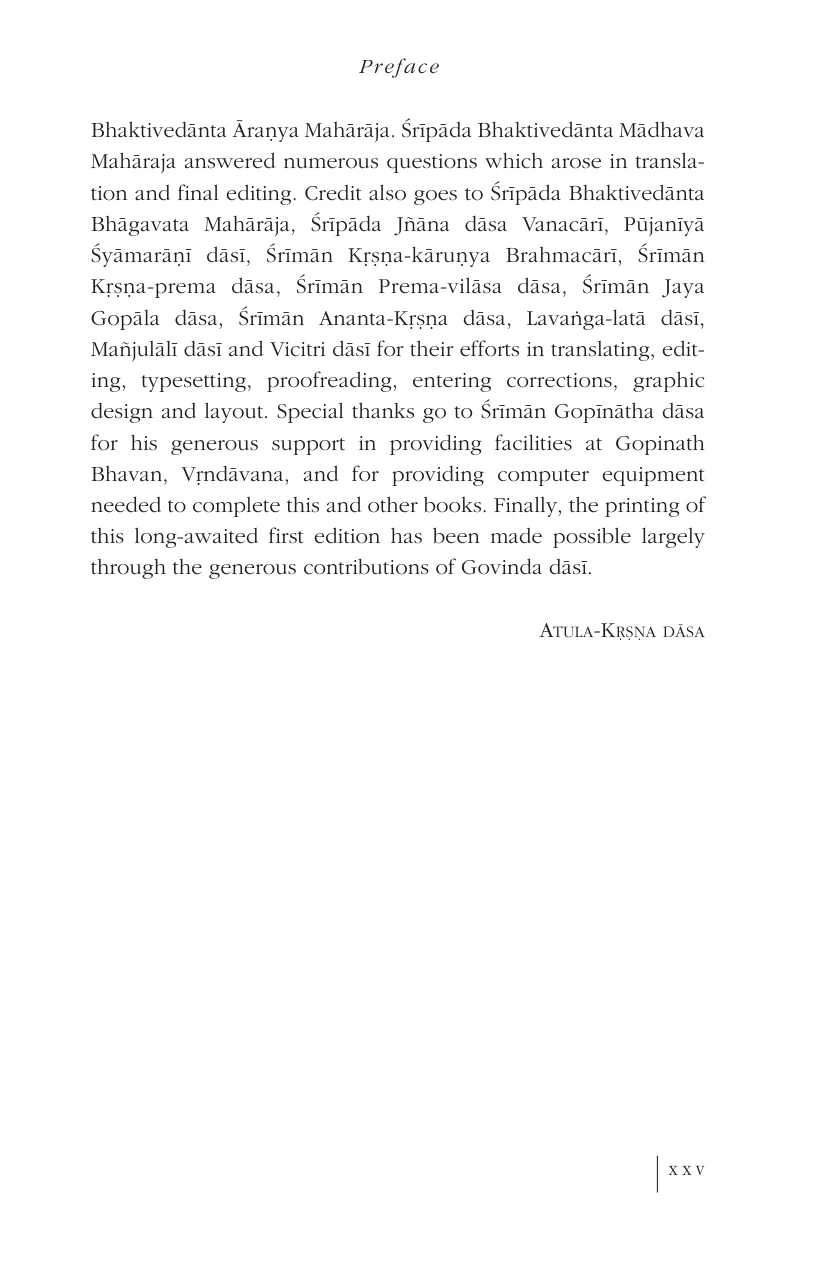 Preface
Bhaktivedānta Āraṇya Mahārāja. Śrīpāda Bhaktivedānta Mādhava
Mahāraja answered numerous questions which arose in transla-
tion and final editing. Credit also goes to Śrīpāda Bhaktivedānta
Bhāgavata Mahārāja, Śrīpāda Jñāna dāsa Vanacārī, Pūjanīyā
Śyāmarāṇī dāsī, Śrīmān Kṛṣṇa-kāruṇya Brahmacārī, Śrīmān
Kṛṣṇa-prema dāsa, Śrīmān Prema-vilāsa dāsa, Śrīmān Jaya
Gopāla dāsa, Śrīmān Ananta-Kṛṣṇa dāsa, Lavaṅga-latā dāsī,
Mañjulālī dāsī and Vicitri dāsī for their efforts in translating, edit-
ing, typesetting, proofreading, entering corrections, graphic
design and layout. Special thanks go to Śrīmān Gopīnātha dāsa
for his generous support in providing facilities at Gopinath
Bhavan, Vṛndāvana, and for providing computer equipment
needed to complete this and other books. Finally, the printing of
this long-awaited first edition has been made possible largely
through the generous contributions of Govinda dāsī.
Atula-Kṛṣṇa dāsa
xxv